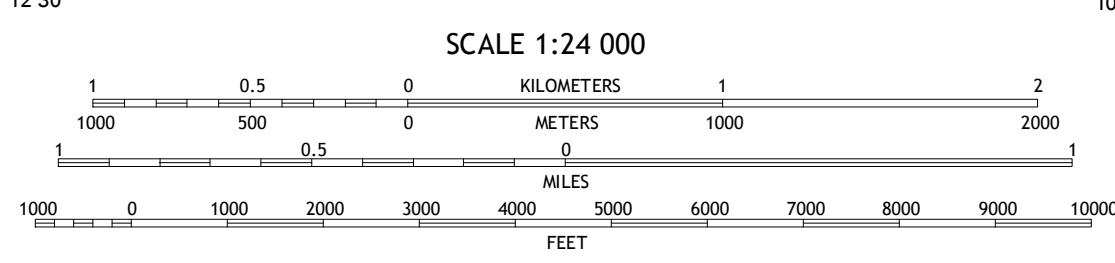 12'30"
10
SCALE 1:24 000
1 0.5 0 KILOMETERS 1 2
1000 500 0 METERS 1000 2000
1 0.5 0 1
MILES
1000 0 1000 2000 3000 4000 5000 6000 7000 8000 9000 10000
FEET